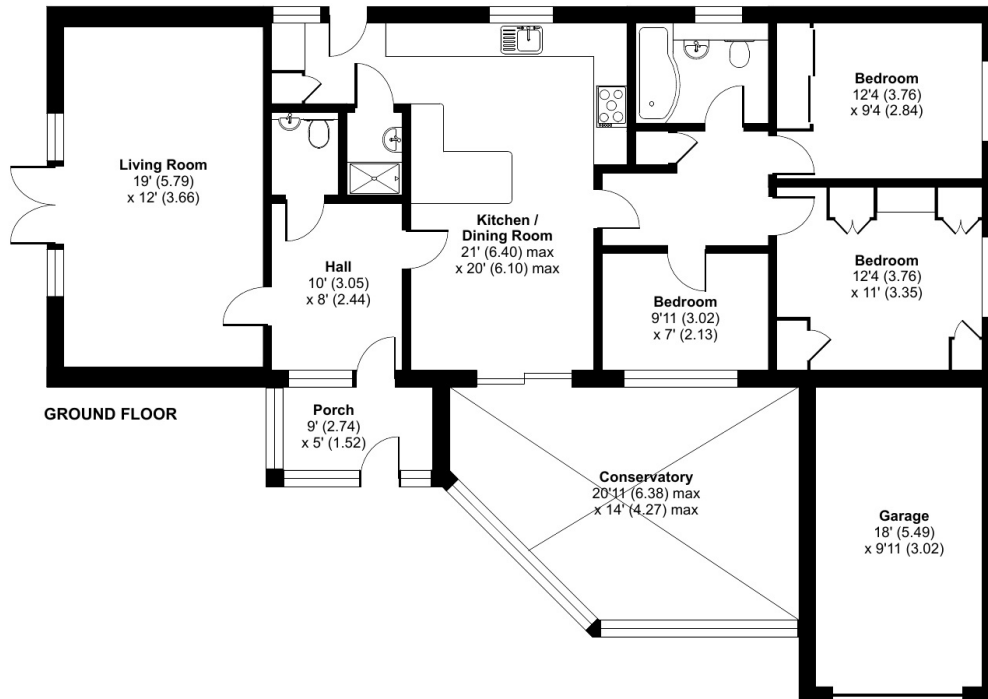 Bedroom
12'4 (3.76)
x 9'4 (2.84)
Living Room
19' (5.79)
x 12' (3.66)
Kitchen /
Dining Room
21' (6.40) max
x 20' (6.10) max
Hall
10' (3.05)
x 8' (2.44)
Bedroom
12'4 (3.76)
x 11' (3.35)
Bedroom
9'11 (3.02)
x 7' (2.13)
GROUND FLOOR
Porch
9' (2.74)
x 5' (1.52)
Conservatory
20'11 (6.38) max
x 14' (4.27) max
Garage
18' (5.49)
x 9'11 (3.02)